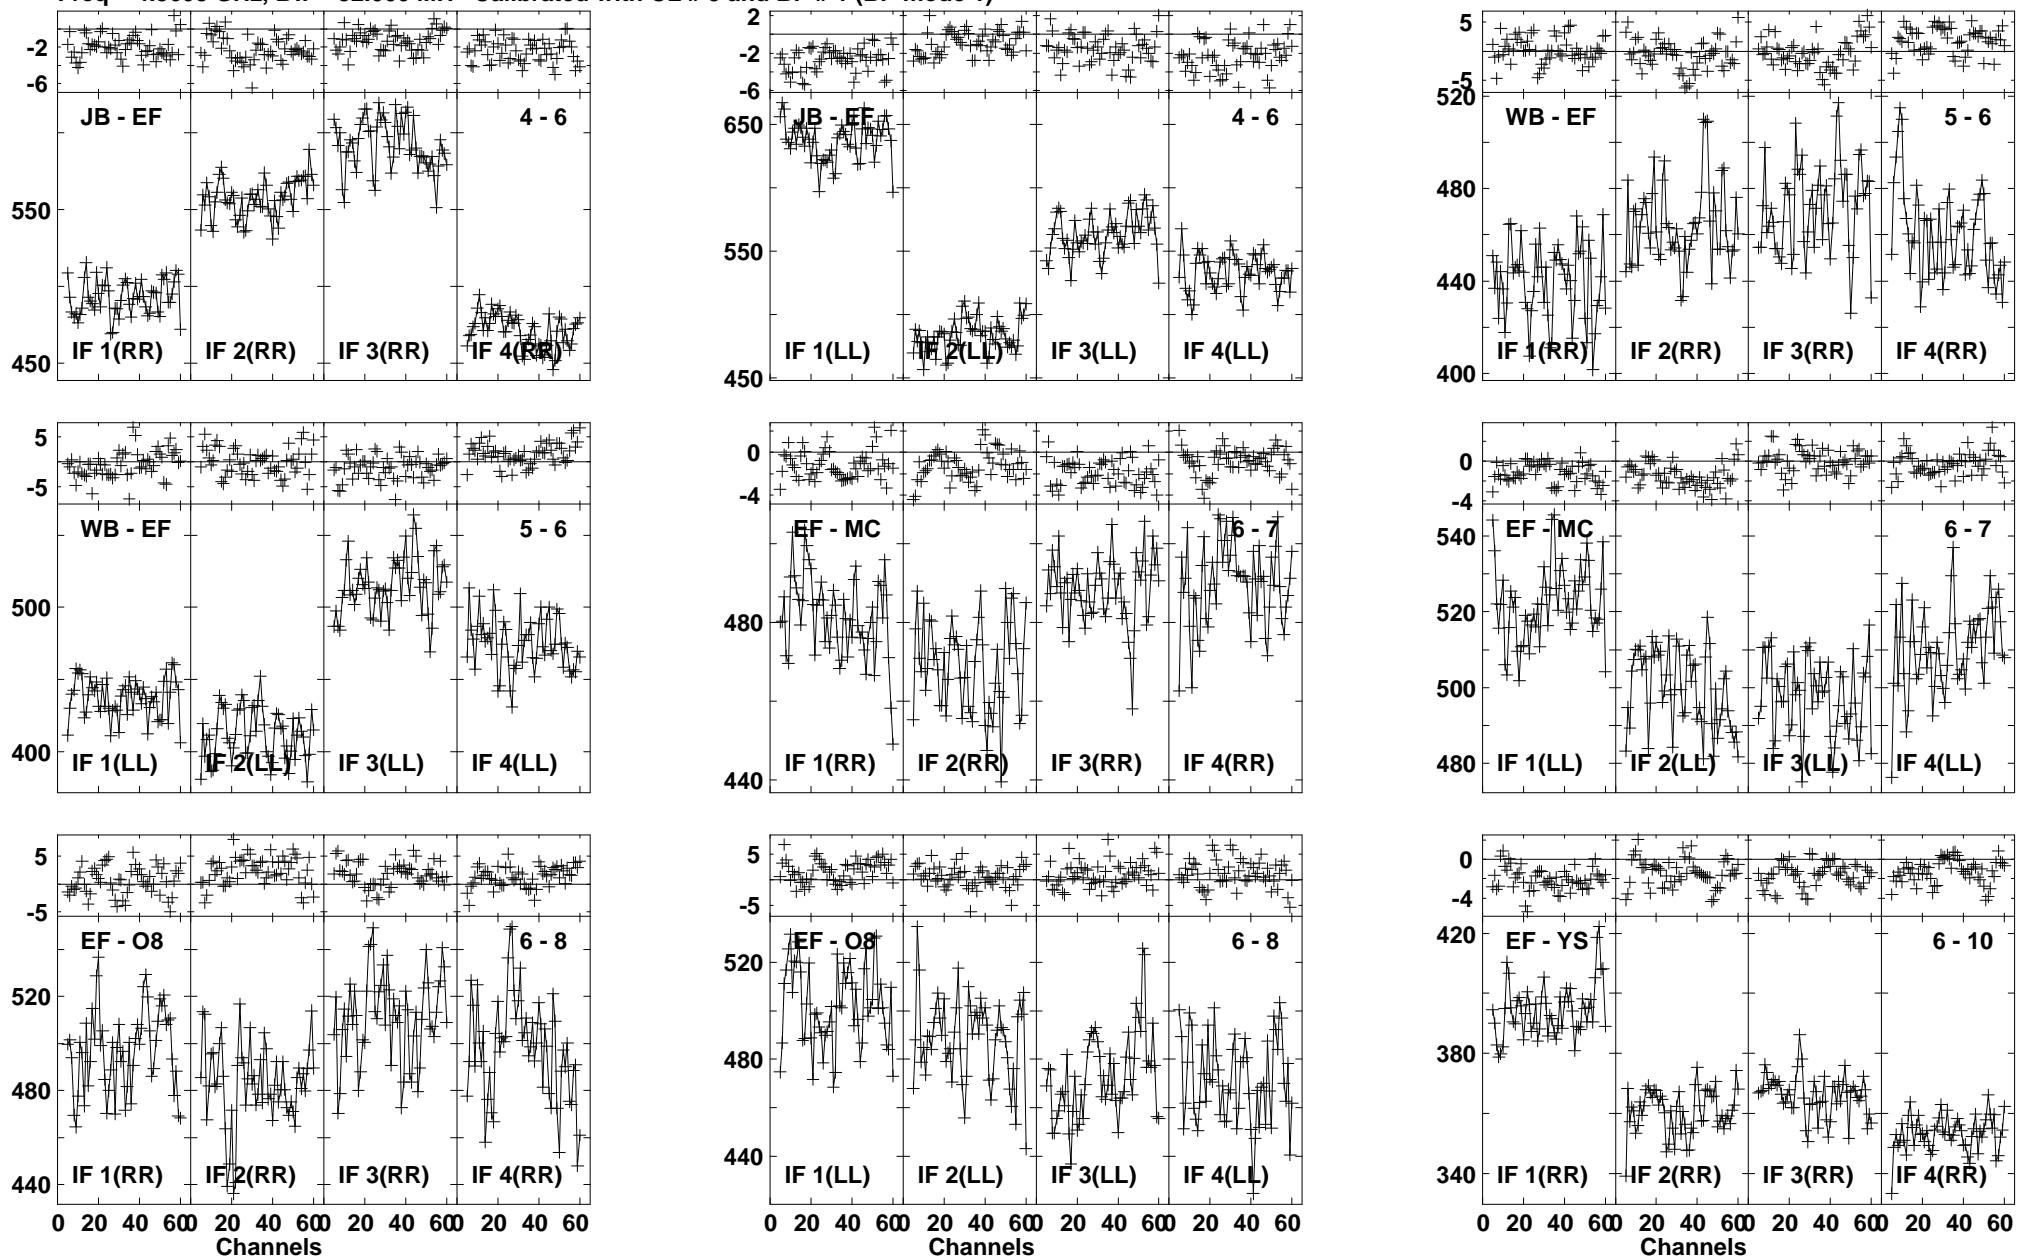 JB - EF 4 - 6
-2
-6
550
450
IF 1(RR) IF 2(RR) IF 3(RR) IF 4(RR)
JB - EF 4 - 6
2
-2
-6
650
550
450
IF 1(LL) IF 2(LL) IF 3(LL) IF 4(LL)
WB - EF 5 - 6
5
-5
520
480
440
400
IF 1(RR) IF 2(RR) IF 3(RR) IF 4(RR)
WB - EF 5 - 6
5
-5
500
400
IF 1(LL) IF 2(LL) IF 3(LL) IF 4(LL)
EF - MC 6 - 7
0
-4
480
440
IF 1(RR) IF 2(RR) IF 3(RR) IF 4(RR)
EF - MC 6 - 7
0
-4
540
520
500
480
IF 1(LL) IF 2(LL) IF 3(LL) IF 4(LL)
EF - O8 6 - 8
5
-5
520
480
440
IF 1(RR) IF 2(RR) IF 3(RR) IF 4(RR)
0 20 40 60 0 20 40 60 0 20 40 60 0 20 40 60
Channels
EF - O8 6 - 8
5
-5
520
480
440
IF 1(LL) IF 2(LL) IF 3(LL) IF 4(LL)
0 20 40 60 0 20 40 60 0 20 40 60 0 20 40 60
Channels
EF - YS 6 - 10
0
-4
420
380
340
IF 1(RR) IF 2(RR) IF 3(RR) IF 4(RR)
0 20 40 60 0 20 40 60 0 20 40 60 0 20 40 60
Channels